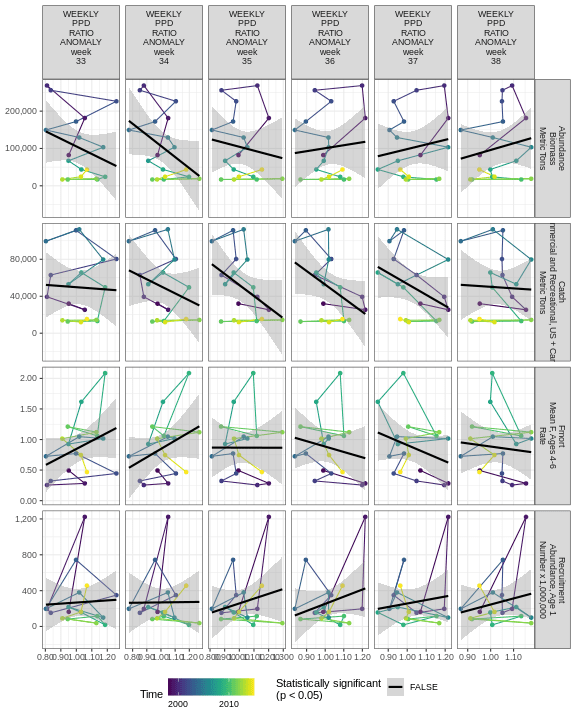 WEEKLY WEEKLY WEEKLY WEEKLY WEEKLY WEEKLY
PPD PPD PPD PPD PPD PPD
RATIO RATIO RATIO RATIO RATIO RATIO
ANOMALY ANOMALY ANOMALY ANOMALY ANOMALY ANOMALY
week week week week week week
33 34 35 36 37 38
200,000
100,000
0
Abundance
Biomass
Metric Tons
80,000
40,000
0
Catch
mmercial and Recreational, US + Ca
Metric Tons
2.00
1.50
1.00
0.50
0.00
Fmort
Mean F, Ages 4-6
Rate
1,200
800
400
0
Recruitment
Abundance, Age 1
Number x 1,000,000
0.80 0.90 1.00 1.10 1.20
0.80 0.90 1.00 1.10 1.20
0.80 0.90 1.00 1.10 1.20 1.30
0.90 1.00 1.10 1.20
0.90 1.00 1.10 1.20
0.90 1.00 1.10
Time
2000 2010
Statistically significant
(p < 0.05)
FALSE